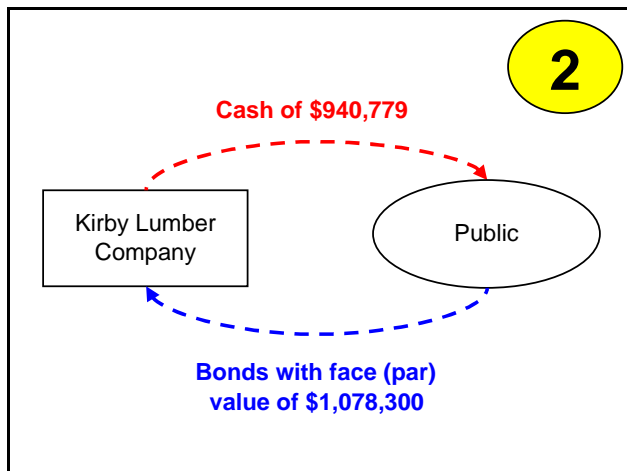 2
Cash of $940,779
Kirby Lumber
Company
Public
Bonds with face (par)
value of $1,078,300